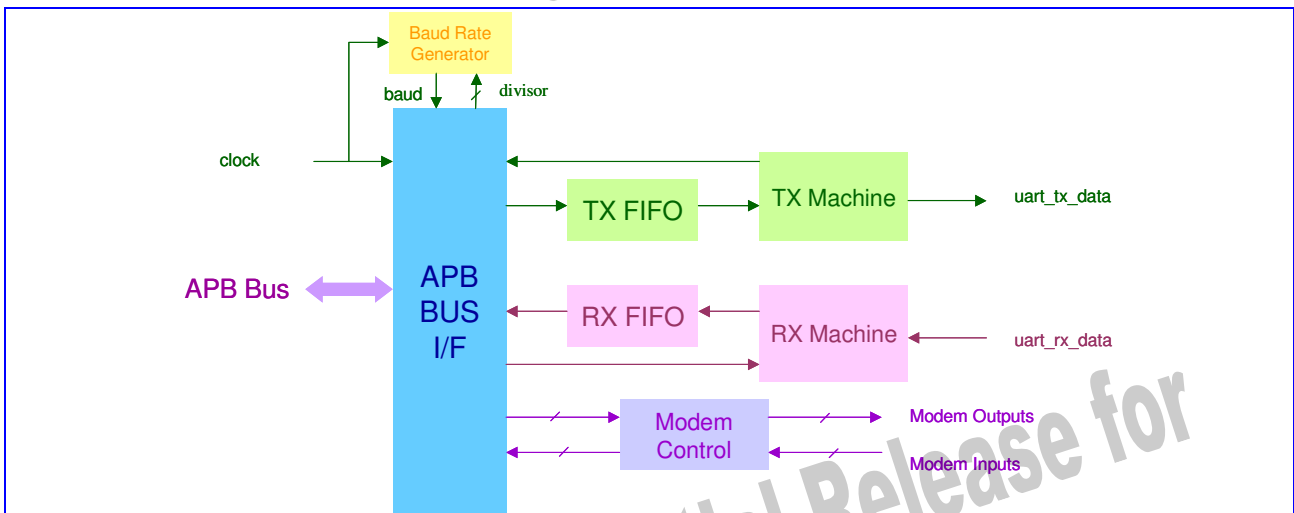 Baud Rate
Generator
baud
divisor
clock
TX FIFO
TX Machine
uart_tx_data
APB Bus
APB
BUS
I/F
RX FIFO
RX Machine
uart_rx_data
Modem
Control
Modem Outputs
Modem Inputs
Release for